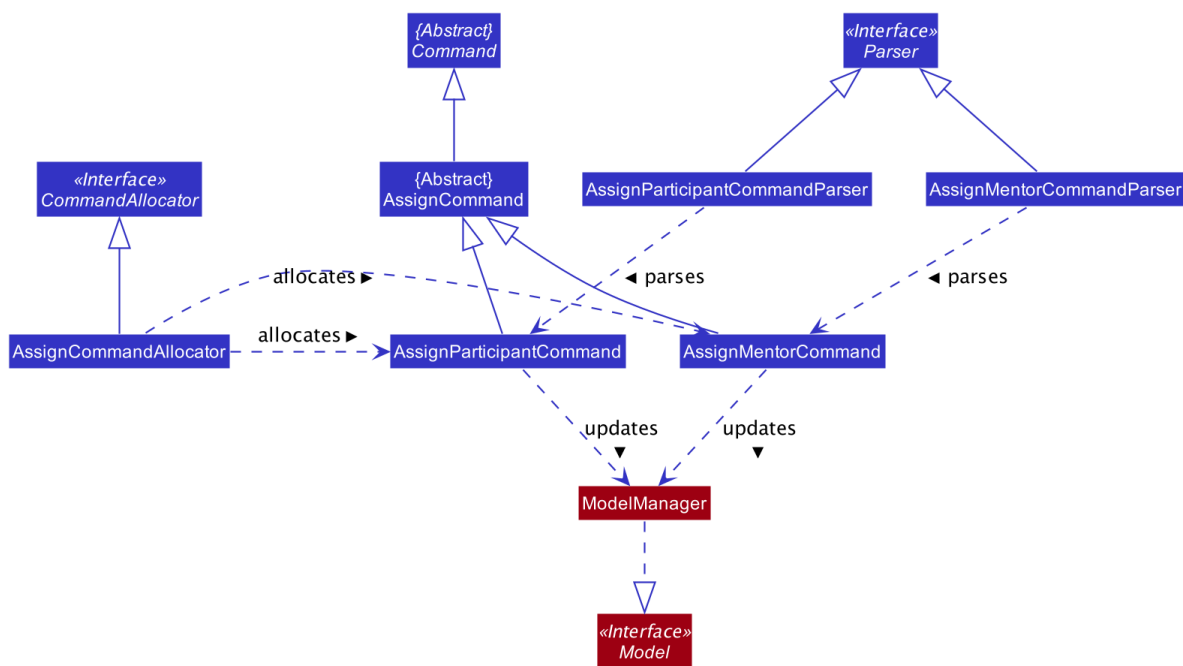 {Abstract}
Command
«Interface»
Parser
«Interface»
CommandAllocator
{Abstract}
AssignCommand
AssignParticipantCommandParser
AssignMentorCommandParser
allocates ►
◄ parses
◄ parses
allocates ►
AssignCommandAllocator
AssignParticipantCommand
AssignMentorCommand
updates
▼
updates
▼
ModelManager
«Interface»
Model